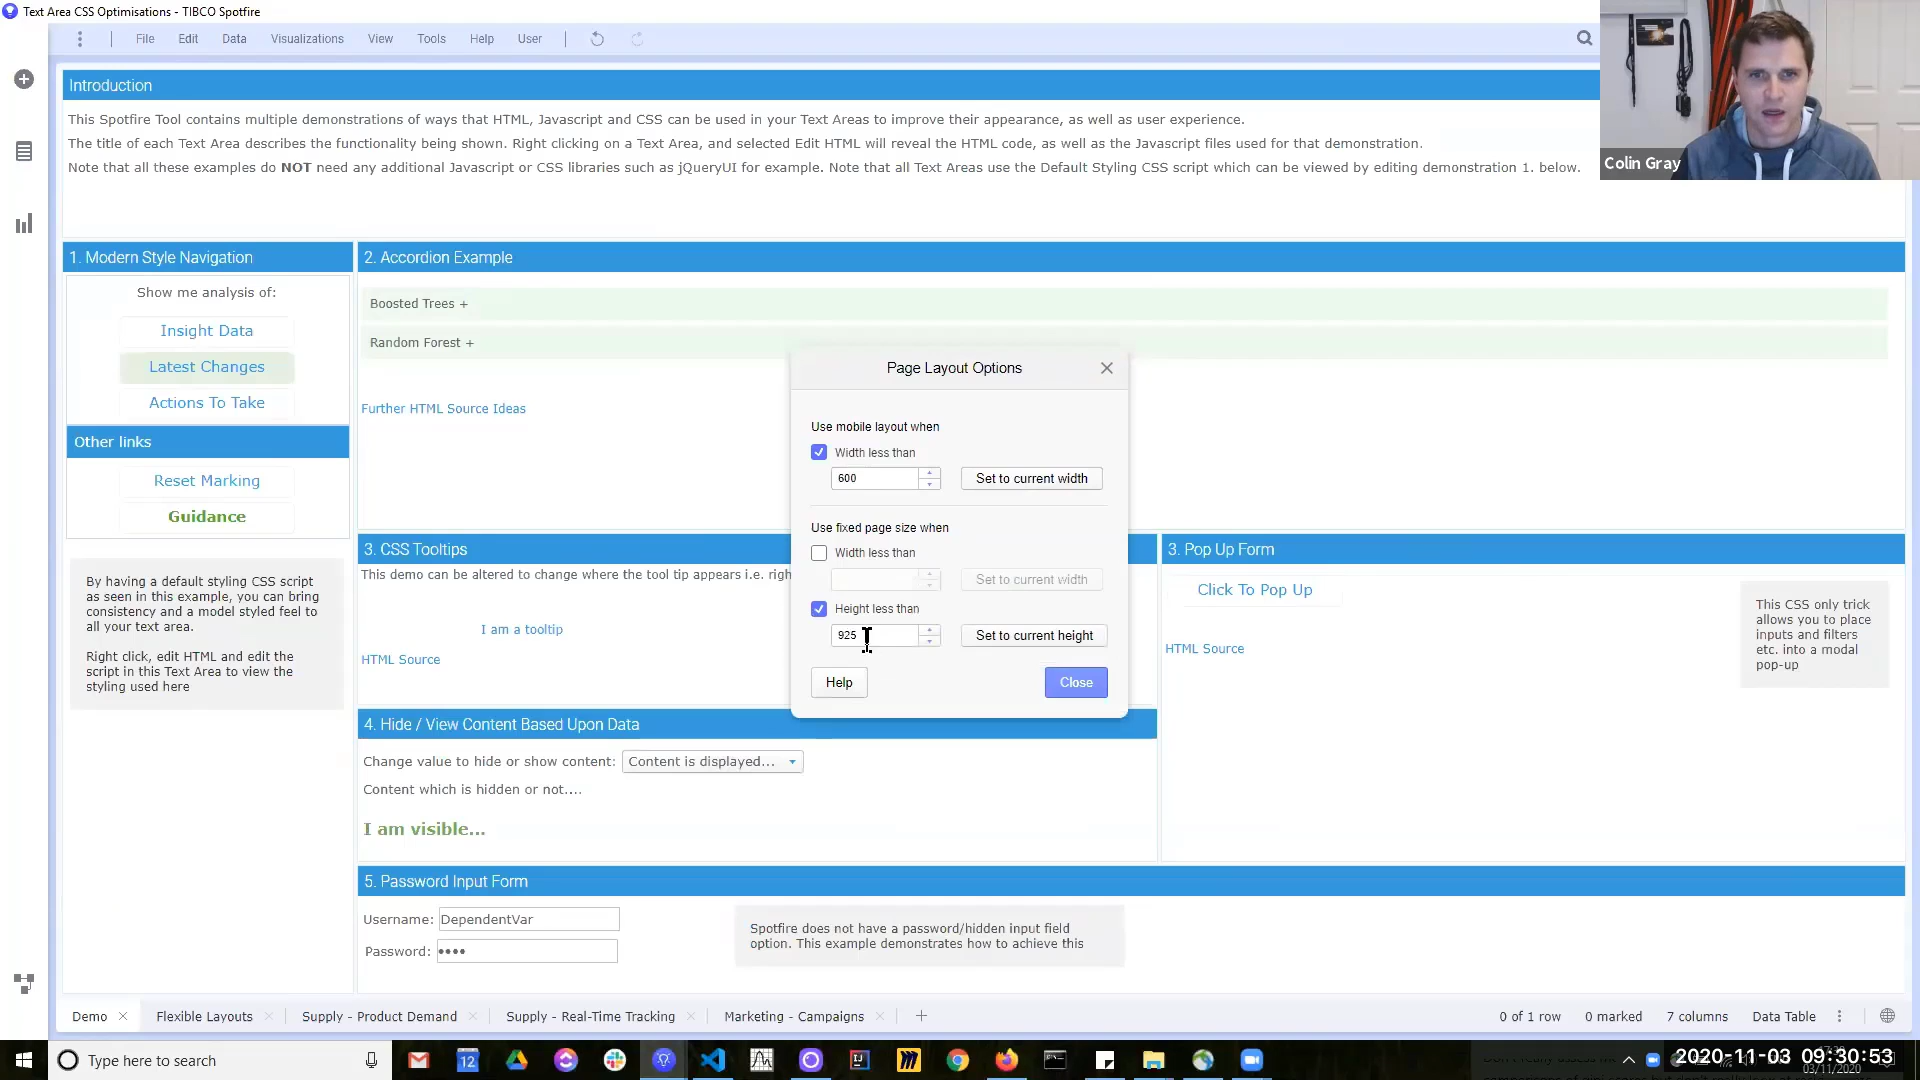 Text Area CSS Optimisations - TIBCO Spotfire
File Edit Data Visualizations View Tools Help User
Introduction
This Spotfire Tool contains multiple demonstrations of ways that HTML, Javascript and CSS can be used in your Text Areas to improve their appearance, as well as user experience.
The title of each Text Area describes the functionality being shown. Right clicking on a Text Area, and selected Edit HTML will reveal the HTML code, as well as the Javascript files used for that demonstration.
Note that all these examples do NOT need any additional Javascript or CSS libraries such as jQueryUI for example. Note that all Text Areas use the Default Styling CSS script which can be viewed by editing demonstration 1. below.
Colin Gray
1. Modern Style Navigation
Show me analysis of:
Insight Data
Latest Changes
Actions To Take
Other links
Reset Marking
Guidance
By having a default styling CSS script
as seen in this example, you can bring
consistency and a model styled feel to
all your text area.
Right click, edit HTML and edit the
script in this Text Area to view the
styling used here
2. Accordion Example
Boosted Trees +
Random Forest +
Further HTML Source Ideas
Page Layout Options
Use mobile layout when
Width less than
600
Set to current width
Use fixed page size when
Width less than
Set to current width
Height less than
925
Set to current height
Help
Close
3. CSS Tooltips
This demo can be altered to change where the tool tip appears i.e. righ
I am a tooltip
HTML Source
3. Pop Up Form
Click To Pop Up
HTML Source
This CSS only trick
allows you to place
inputs and filters
etc. into a modal
pop-up
4. Hide / View Content Based Upon Data
Change value to hide or show content: Content is displayed...
Content which is hidden or not....
I am visible...
5. Password Input Form
Username: DependentVar
Password:
Spotfire does not have a password/hidden input field
option. This example demonstrates how to achieve this
Demo Flexible Layouts Supply - Product Demand Supply - Real-Time Tracking Marketing - Campaigns
0 of 1 row 0 marked 7 columns Data Table
Type here to search
12
2020-11-03 09:30:53
03/11/2020